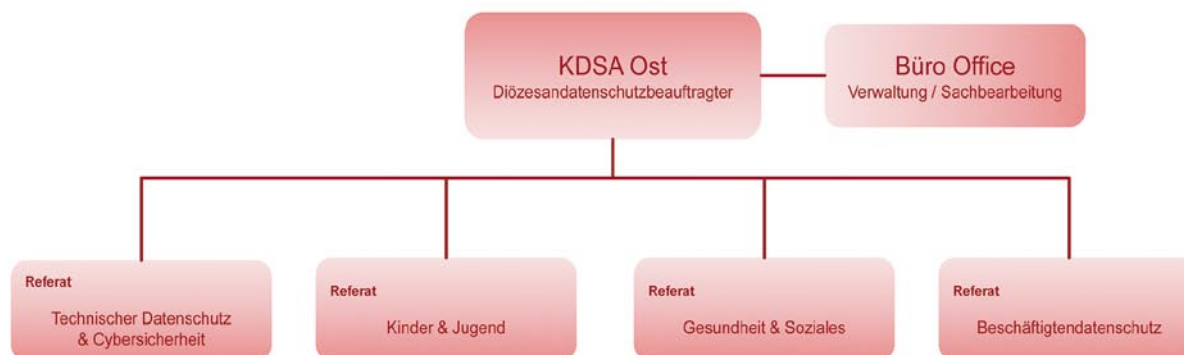 KDSA Ost
Diözesandatenschutzbeauftragter
Büro Office
Verwaltung / Sachbearbeitung
Referat
Technischer Datenschutz
& Cybersicherheit
Referat
Kinder & Jugend
Referat
Gesundheit & Soziales
Referat
Beschäftigtendatenschutz